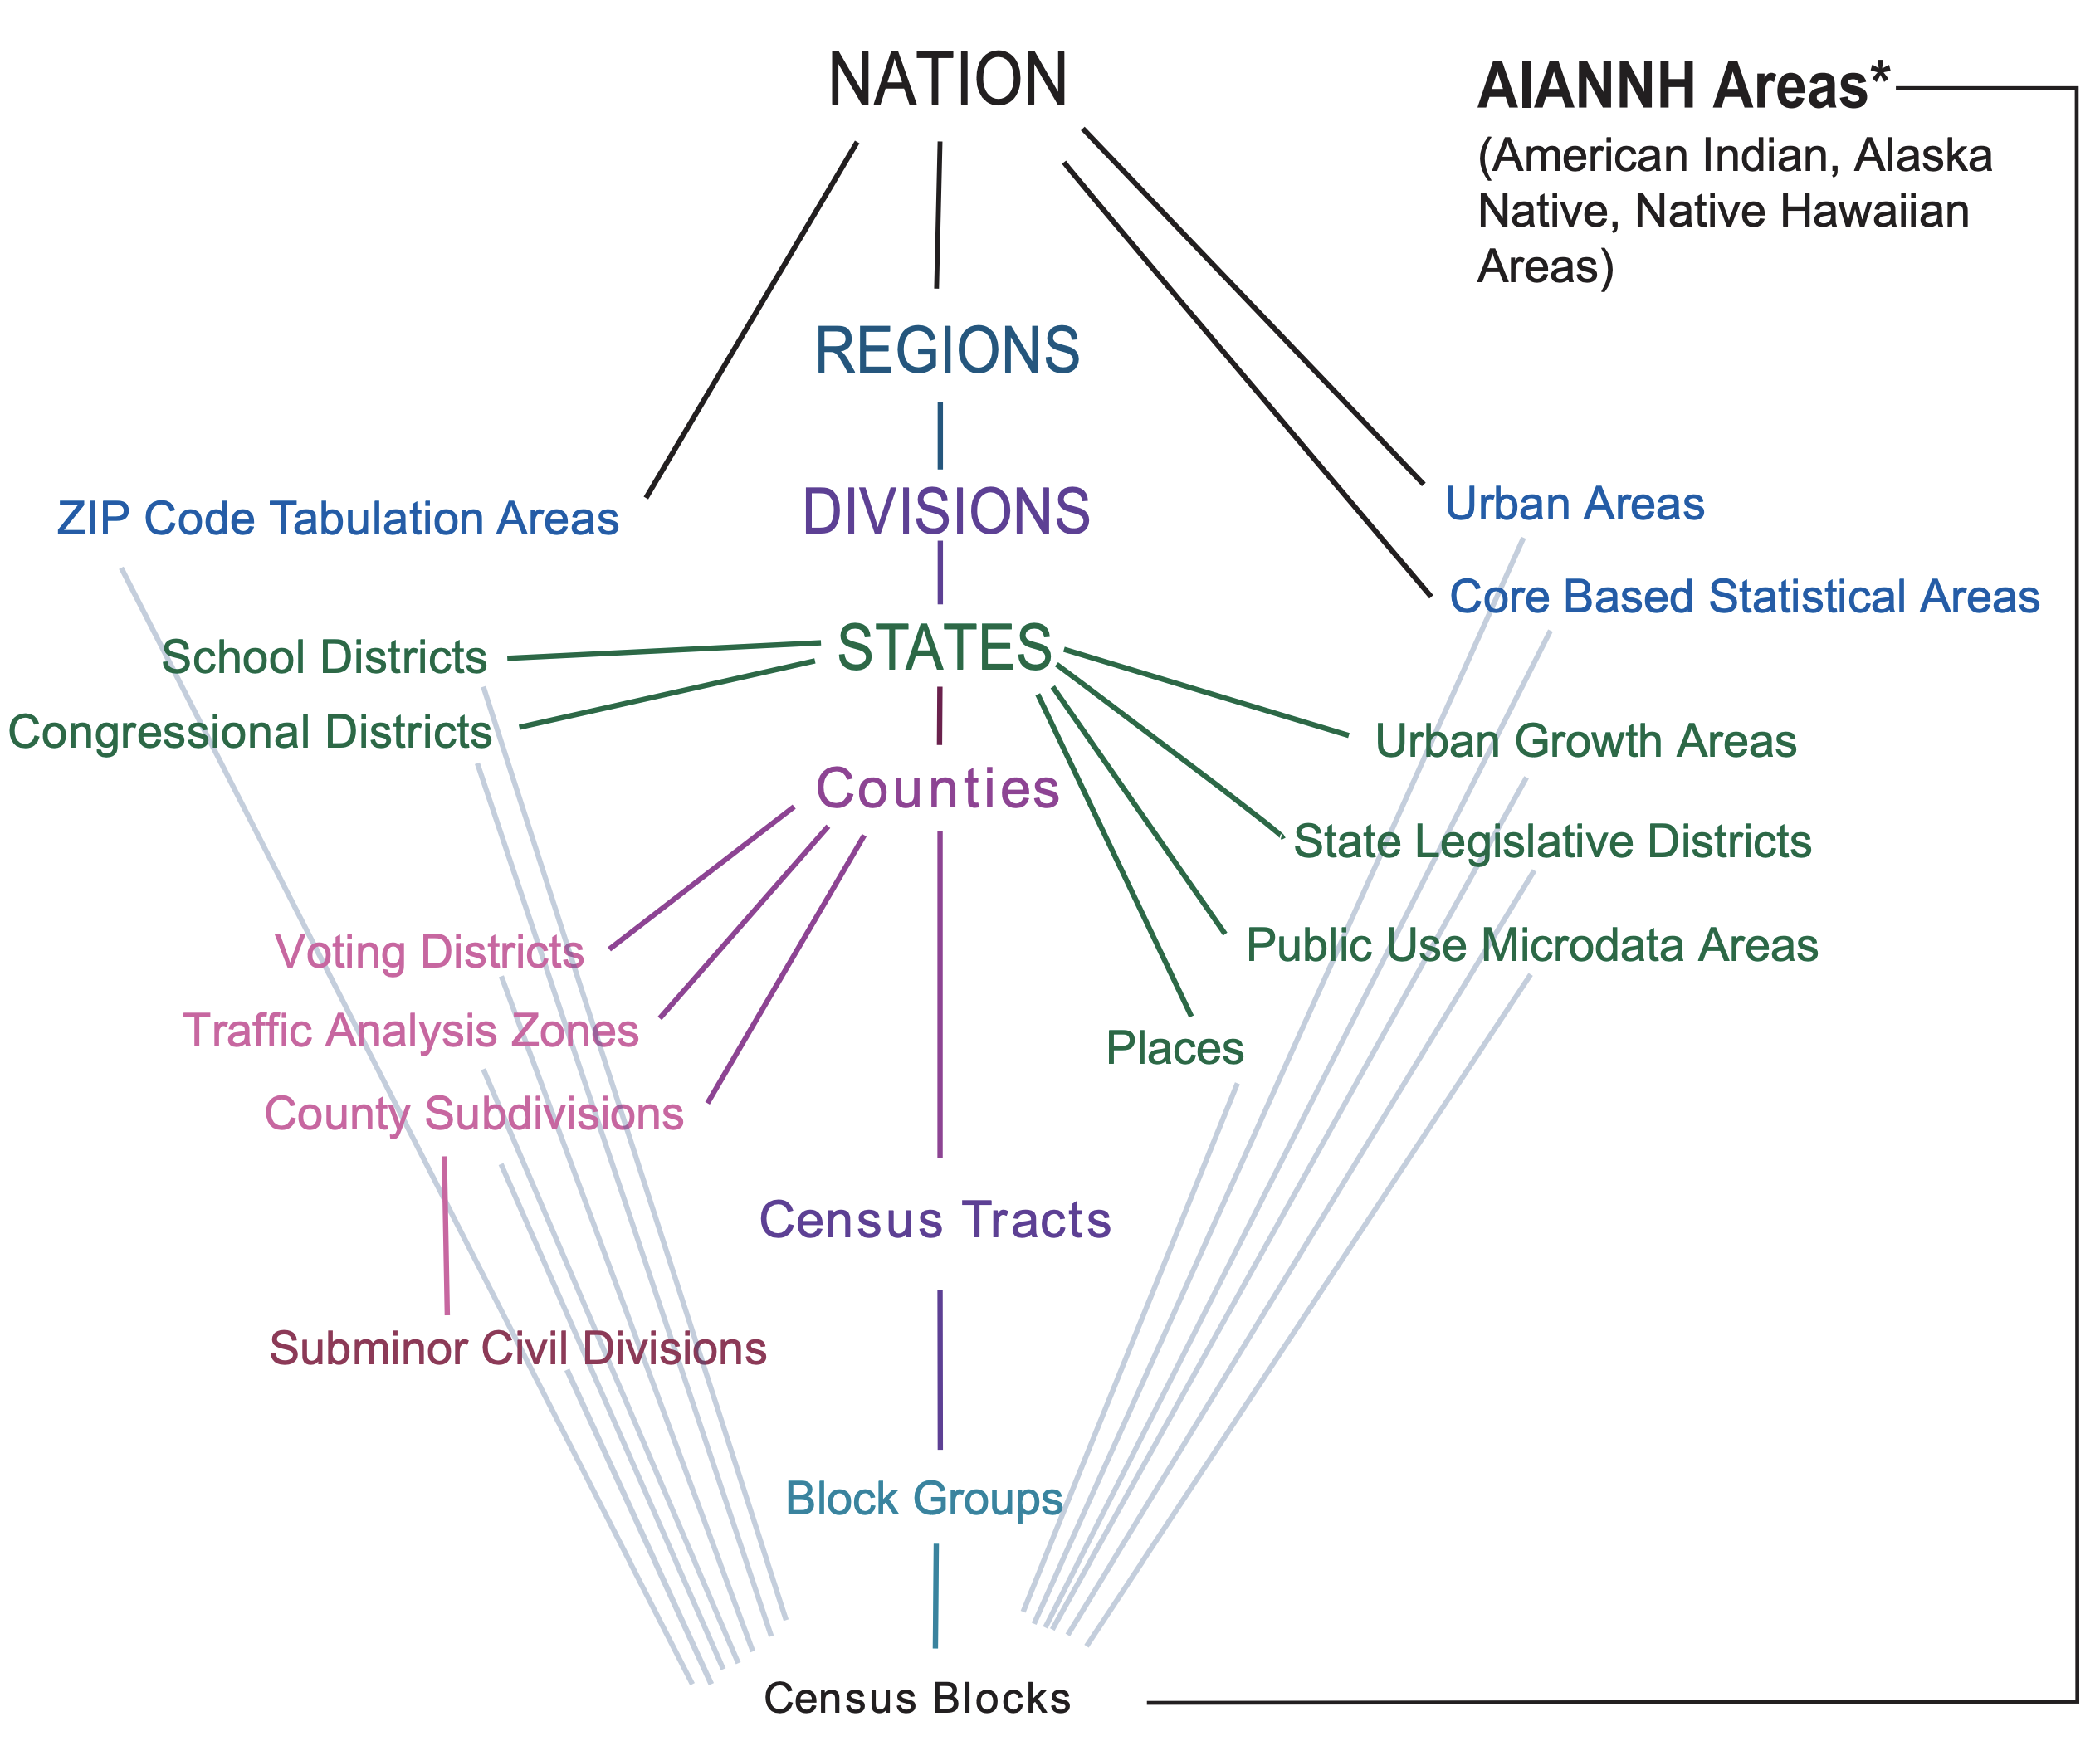 NATION
AIANNH Areas*
(American Indian, Alaska
Native, Native Hawaiian
Areas)
REGIONS
ZIP Code Tabulation Areas
DIVISIONS
Urban Areas
Core Based Statistical Areas
School Districts
STATES
Congressional Districts
Urban Growth Areas
Counties
State Legislative Districts
Voting Districts
Public Use Microdata Areas
Traffic Analysis Zones
Places
County Subdivisions
Census Tracts
Subminor Civil Divisions
Block Groups
Census Blocks